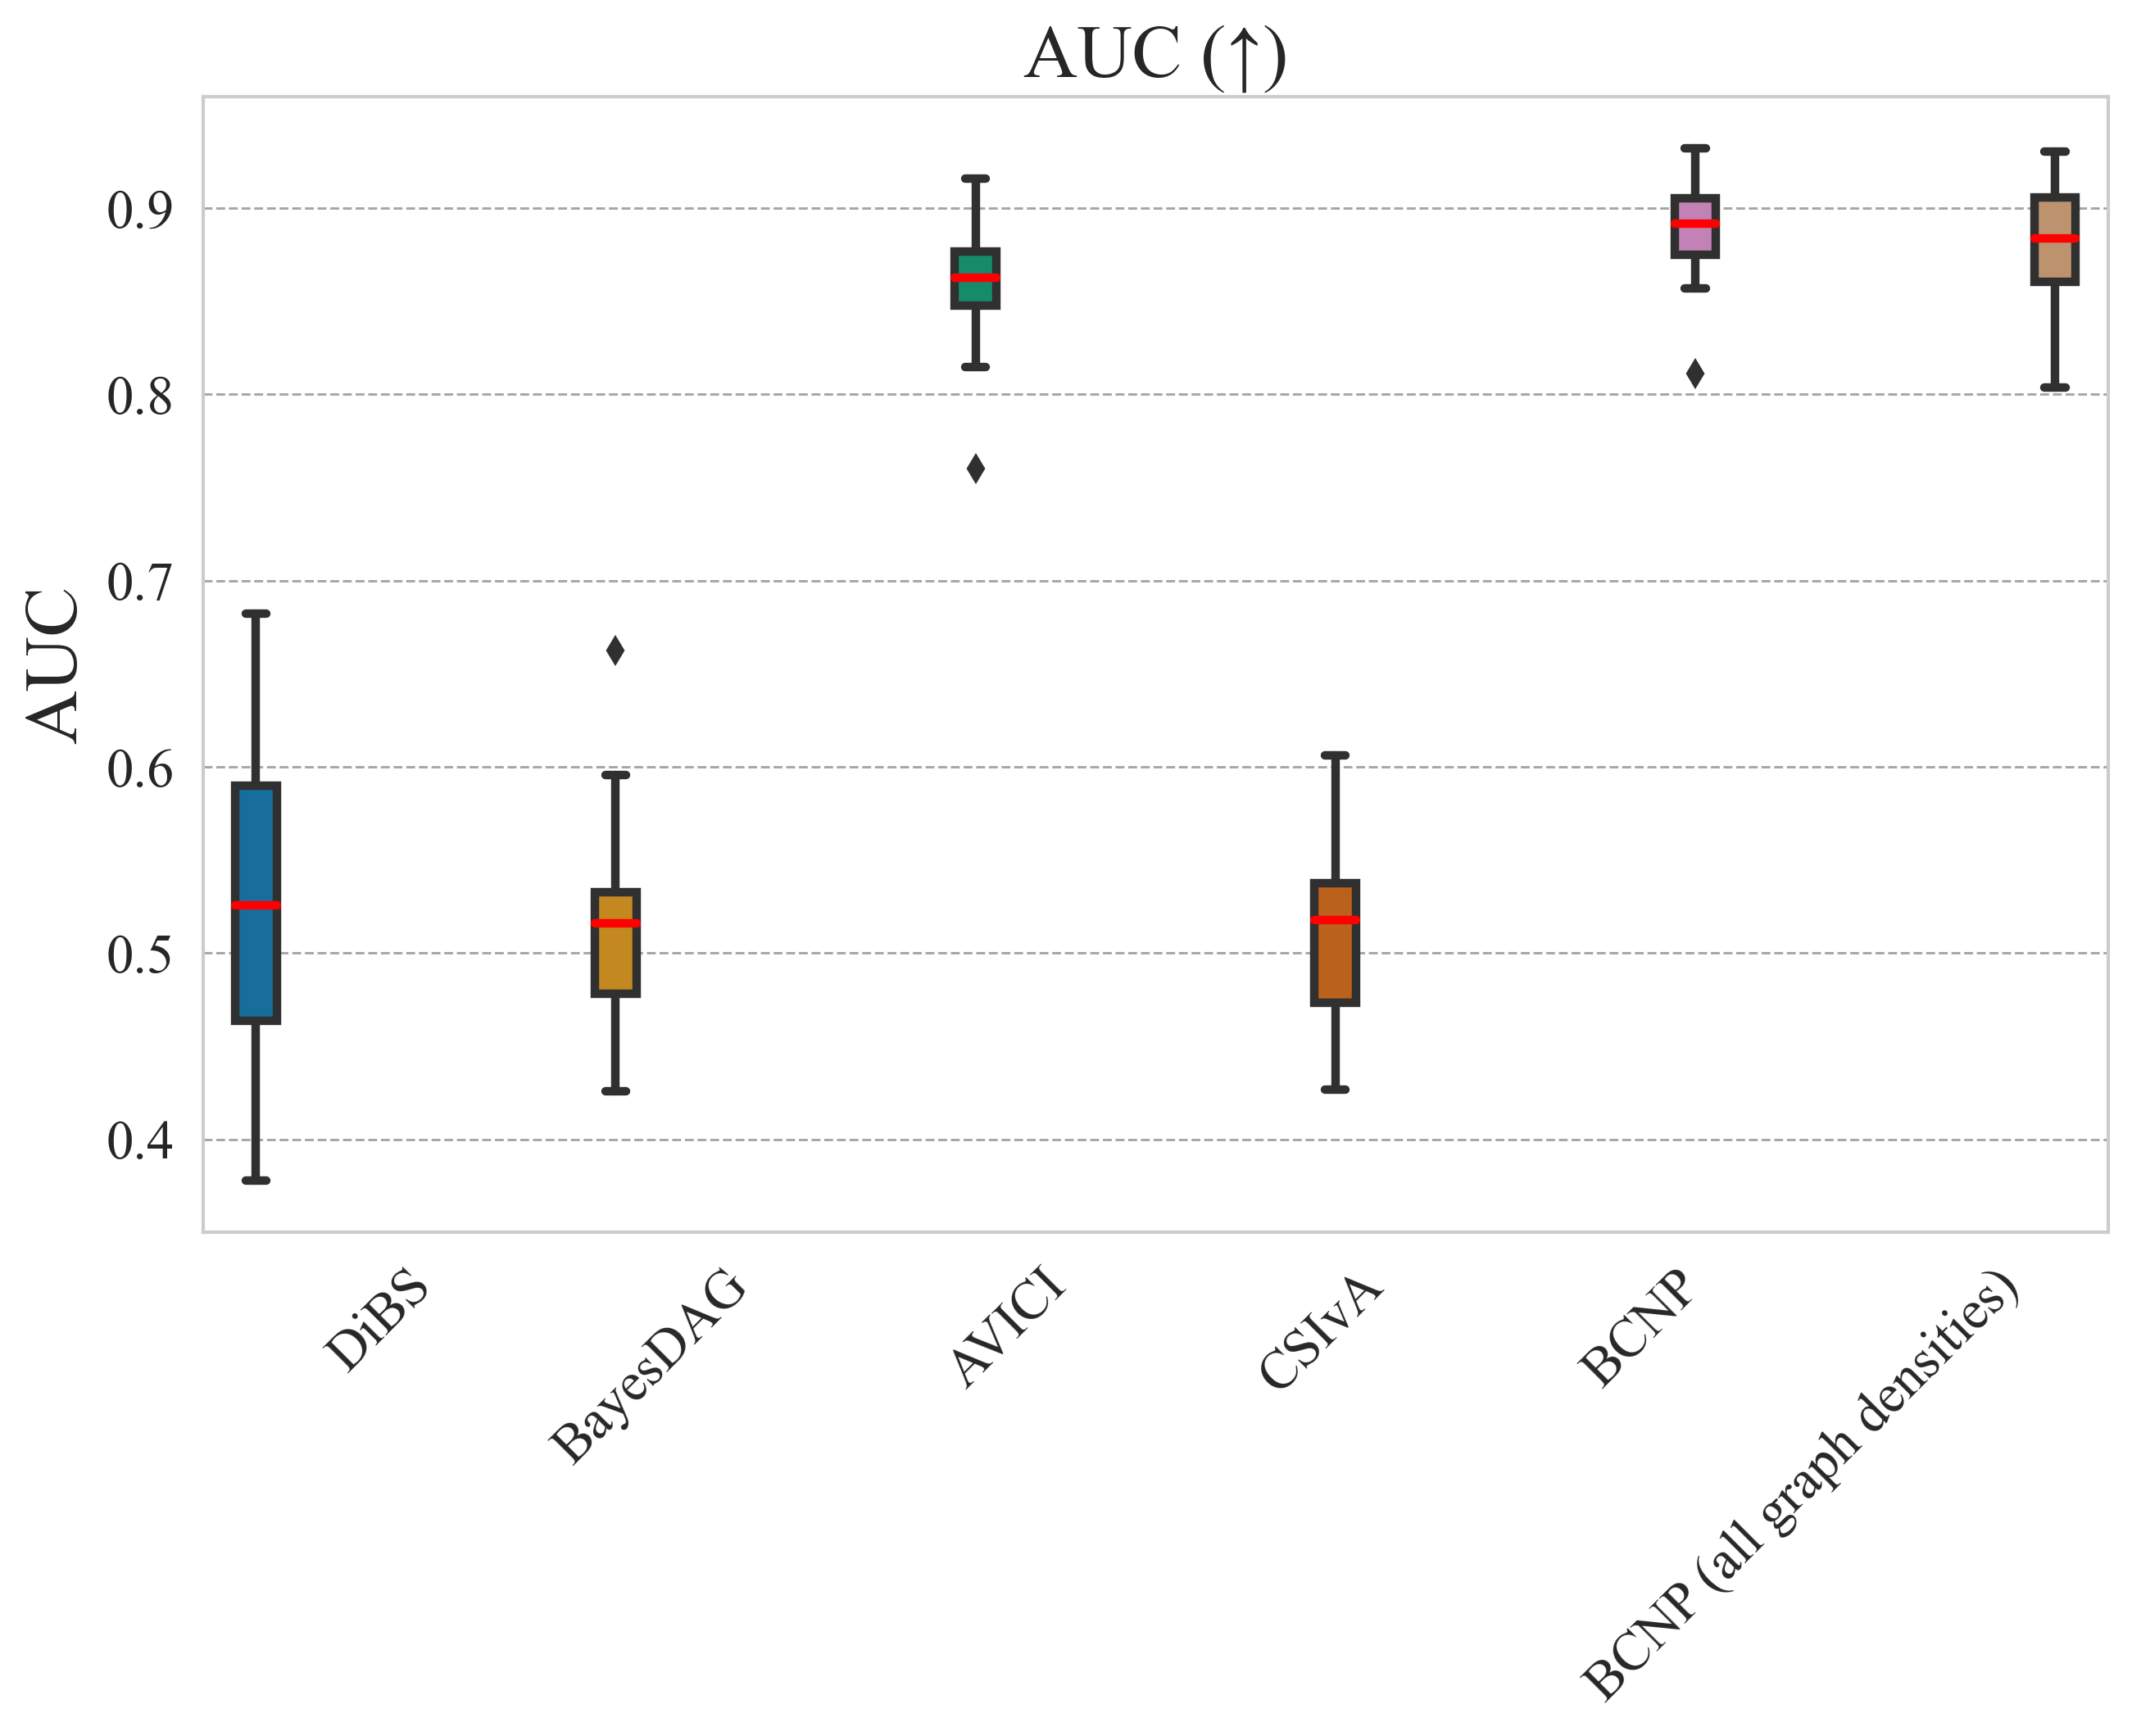 AUC (↑)
AUC
0.9
0.8
0.7
0.6
0.5
0.4
DiBS
BayesDAG
AVICI
CSIvA
BCNP
BCNP (all graph densities)